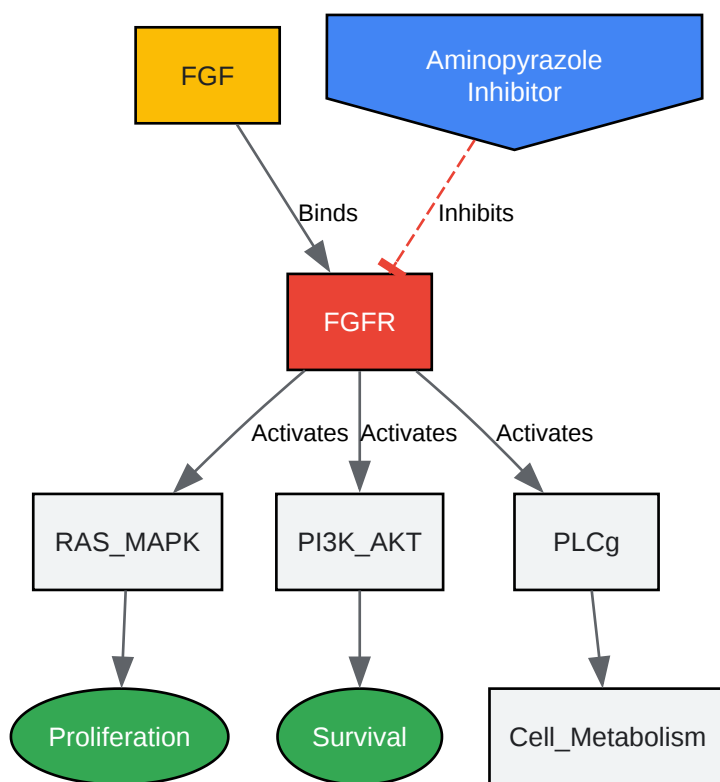 FGF
Aminopyrazole
Inhibitor
Binds
Inhibits
FGFR
Activates
Activates
Activates
RAS_MAPK
PI3K_AKT
PLCg
Proliferation
Survival
Cell_Metabolism